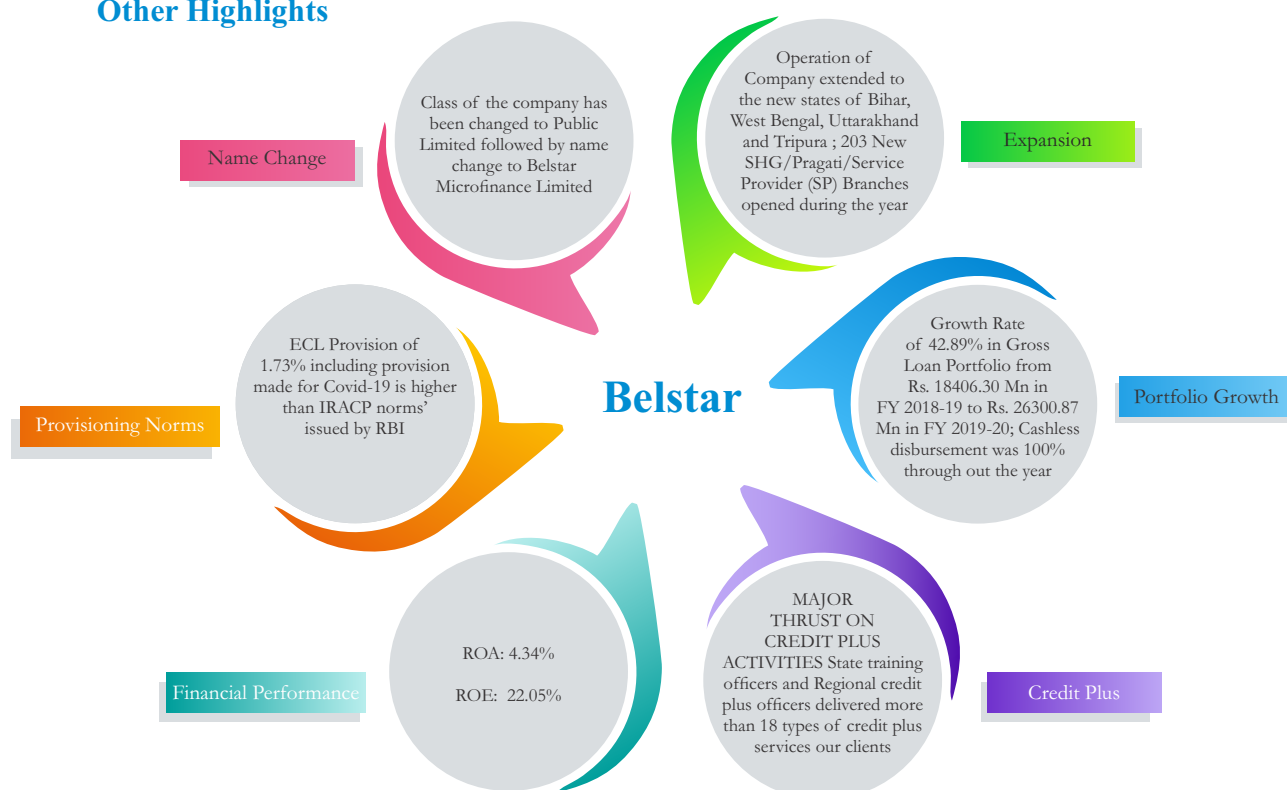 Other Highlights
Name Change
Class of the company has
been changed to Public
Limited followed by name
change to Belstar
Microfinance Limited
Operation of
Company extended to
the new states of Bihar,
West Bengal, Uttarakhand
and Tripura ; 203 New
SHG/Pragati/Service
Provider (SP) Branches
opened during the year
Expansion
Provisioning Norms
ECL Provision of
1.73% including provision
made for Covid-19 is higher
than IRACP norms’
issued by RBI
Belstar
Growth Rate
of 42.89% in Gross
Loan Portfolio from
Rs. 18406.30 Mn in
FY 2018-19 to Rs. 26300.87
Mn in FY 2019-20; Cashless
disbursement was 100%
through out the year
Portfolio Growth
Financial Performance
ROA: 4.34%
ROE: 22.05%
MAJOR
THRUST ON
CREDIT PLUS
ACTIVITIES State training
officers and Regional credit
plus officers delivered more
than 18 types of credit plus
services our clients
Credit Plus